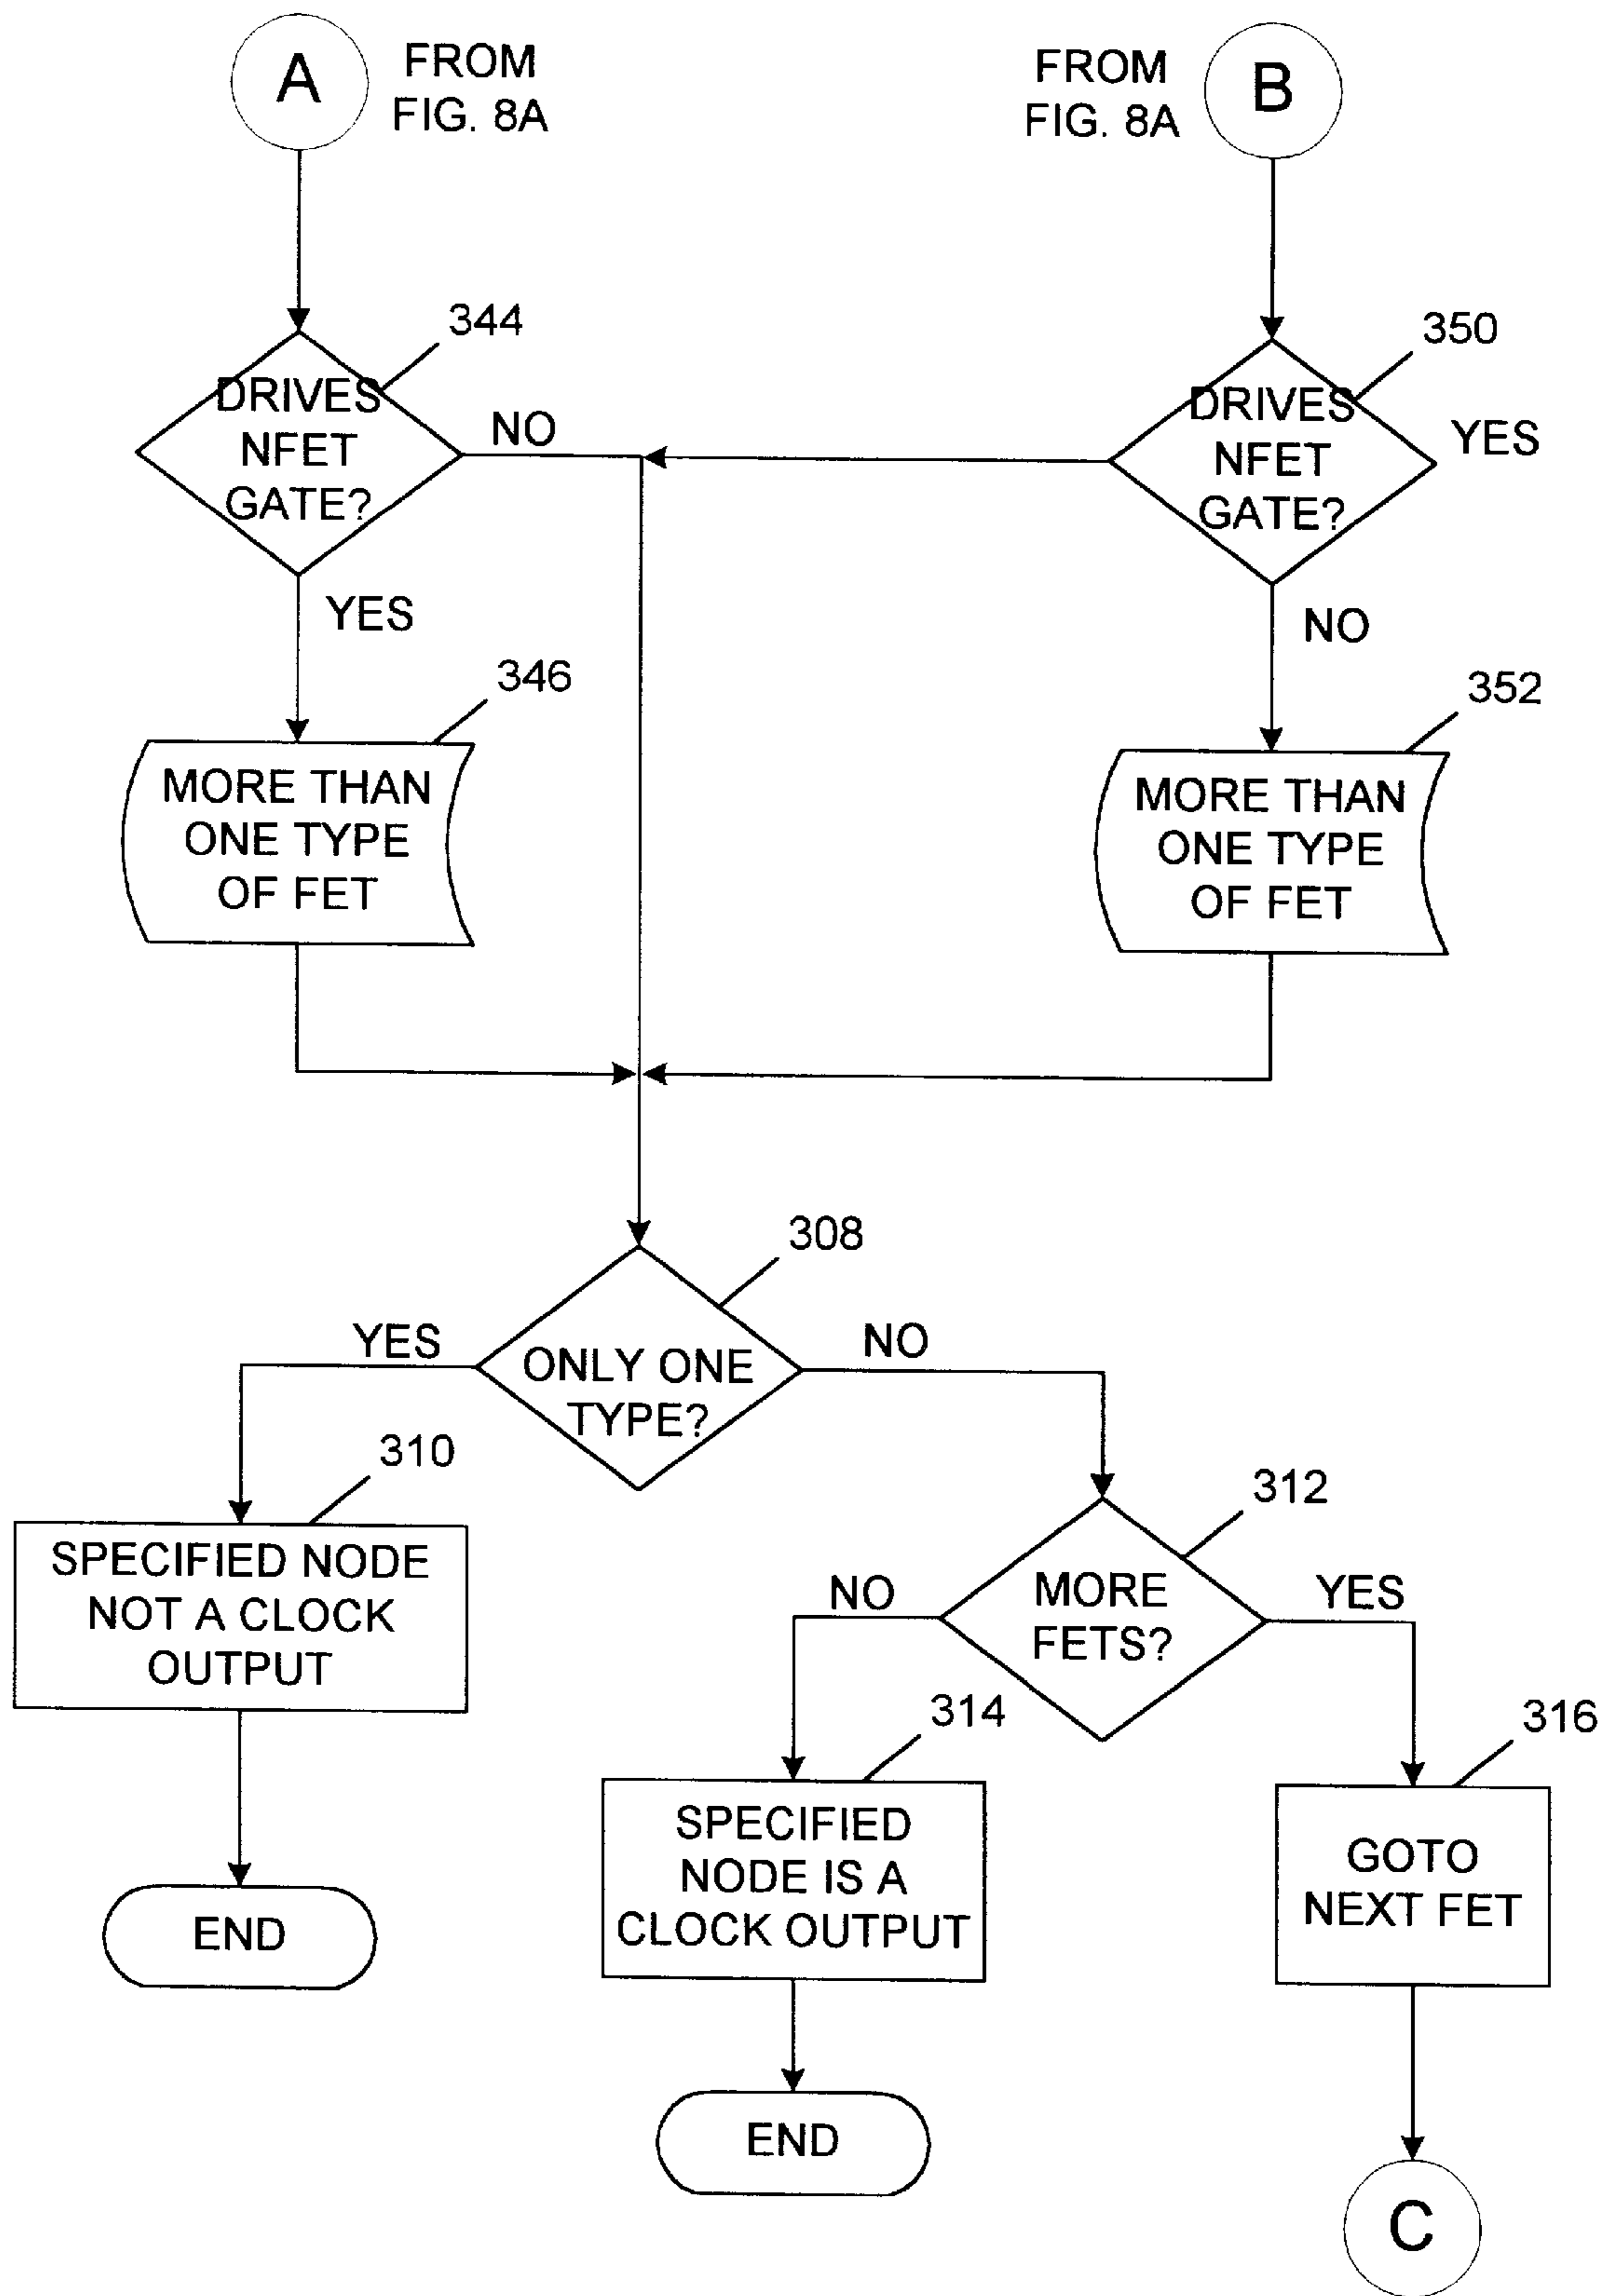 A
FROM
FIG. 8A
FROM
FIG. 8A
B
344
DRIVES
NFET
GATE?
NO
YES
350
DRIVES
NFET
GATE?
YES
NO
346
MORE THAN
ONE TYPE
OF FET
352
MORE THAN
ONE TYPE
OF FET
308
YES
ONLY ONE
TYPE?
NO
310
SPECIFIED NODE
NOT A CLOCK
OUTPUT
END
312
NO
MORE
FETS?
YES
314
SPECIFIED
NODE IS A
CLOCK OUTPUT
END
316
GOTO
NEXT FET
C